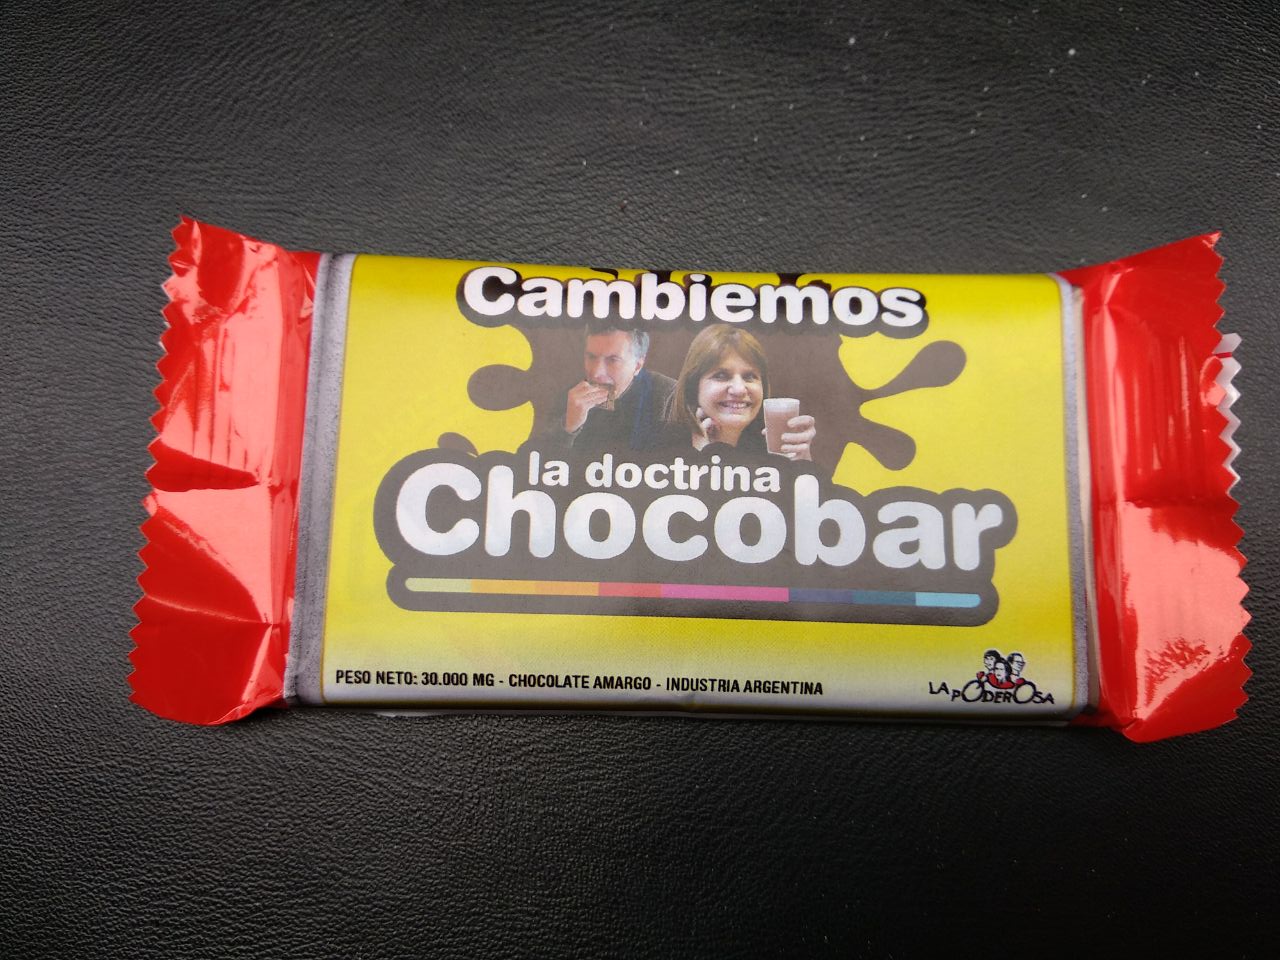 Cambiemos
la doctrina
Chocobar
PESO NETO: 30.000 MG - CHOCOLATE AMARGO - INDUSTRIA ARGENTINA
LA PODEROSA